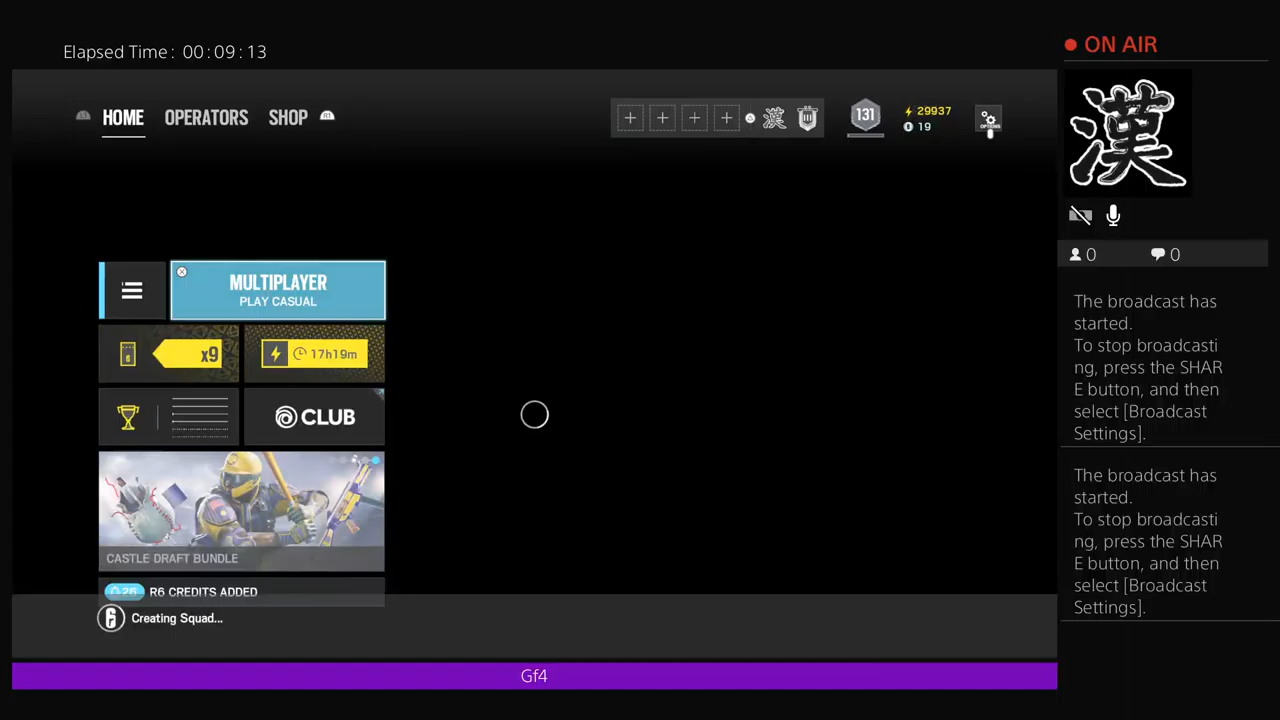 Elapsed Time: 00:09:13
ON AIR
HOME OPERATORS SHOP
漢
131
29937
19
OPTIONS
漢
0 0
MULTIPLAYER
PLAY CASUAL
x9
17h19m
CLUB
CASTLE DRAFT BUNDLE
26 R6 CREDITS ADDED
Creating Squad...
Gf4
The broadcast has
started.
To stop broadcasti
ng, press the SHAR
E button, and then
select [Broadcast
Settings].
The broadcast has
started.
To stop broadcasti
ng, press the SHAR
E button, and then
select [Broadcast
Settings].